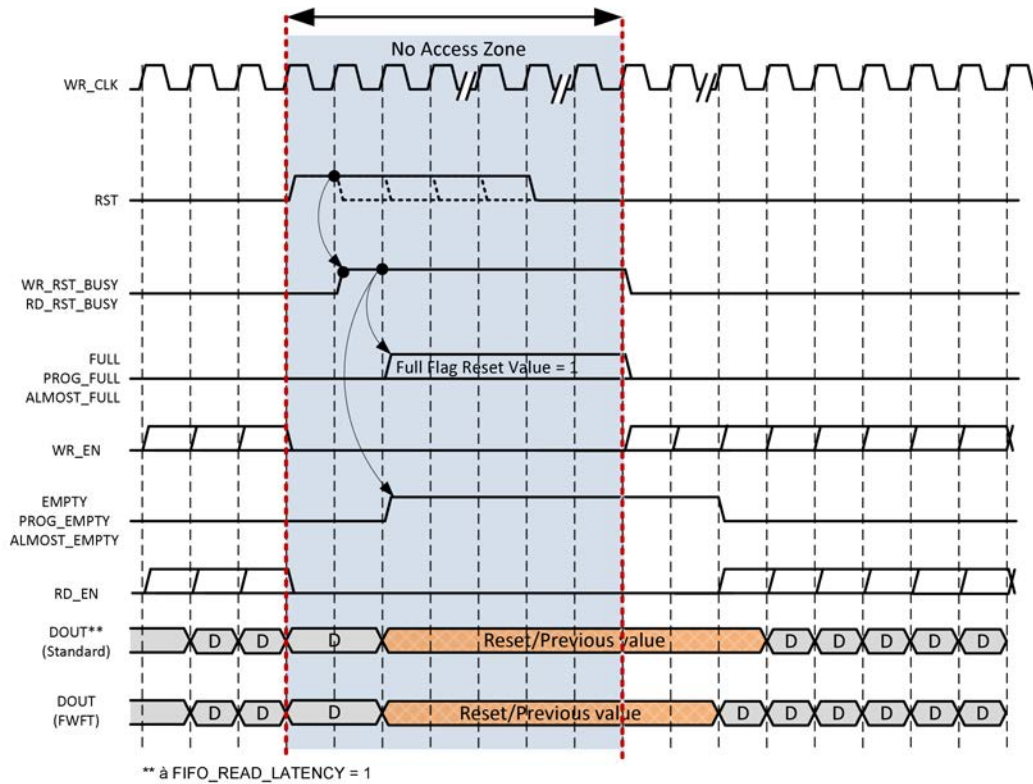 No Access Zone
WR_CLK
RST
WR_RST_BUSY
RD_RST_BUSY
FULL
PROG_FULL
ALMOST_FULL
Full Flag Reset Value = 1
WR_EN
EMPTY
PROG_EMPTY
ALMOST_EMPTY
RD_EN
DOUT**
(Standard)
D D D Reset/Previous value D D D D D
DOUT
(FWFT)
D D D Reset/Previous value D D D D D D
** à FIFO_READ_LATENCY = 1